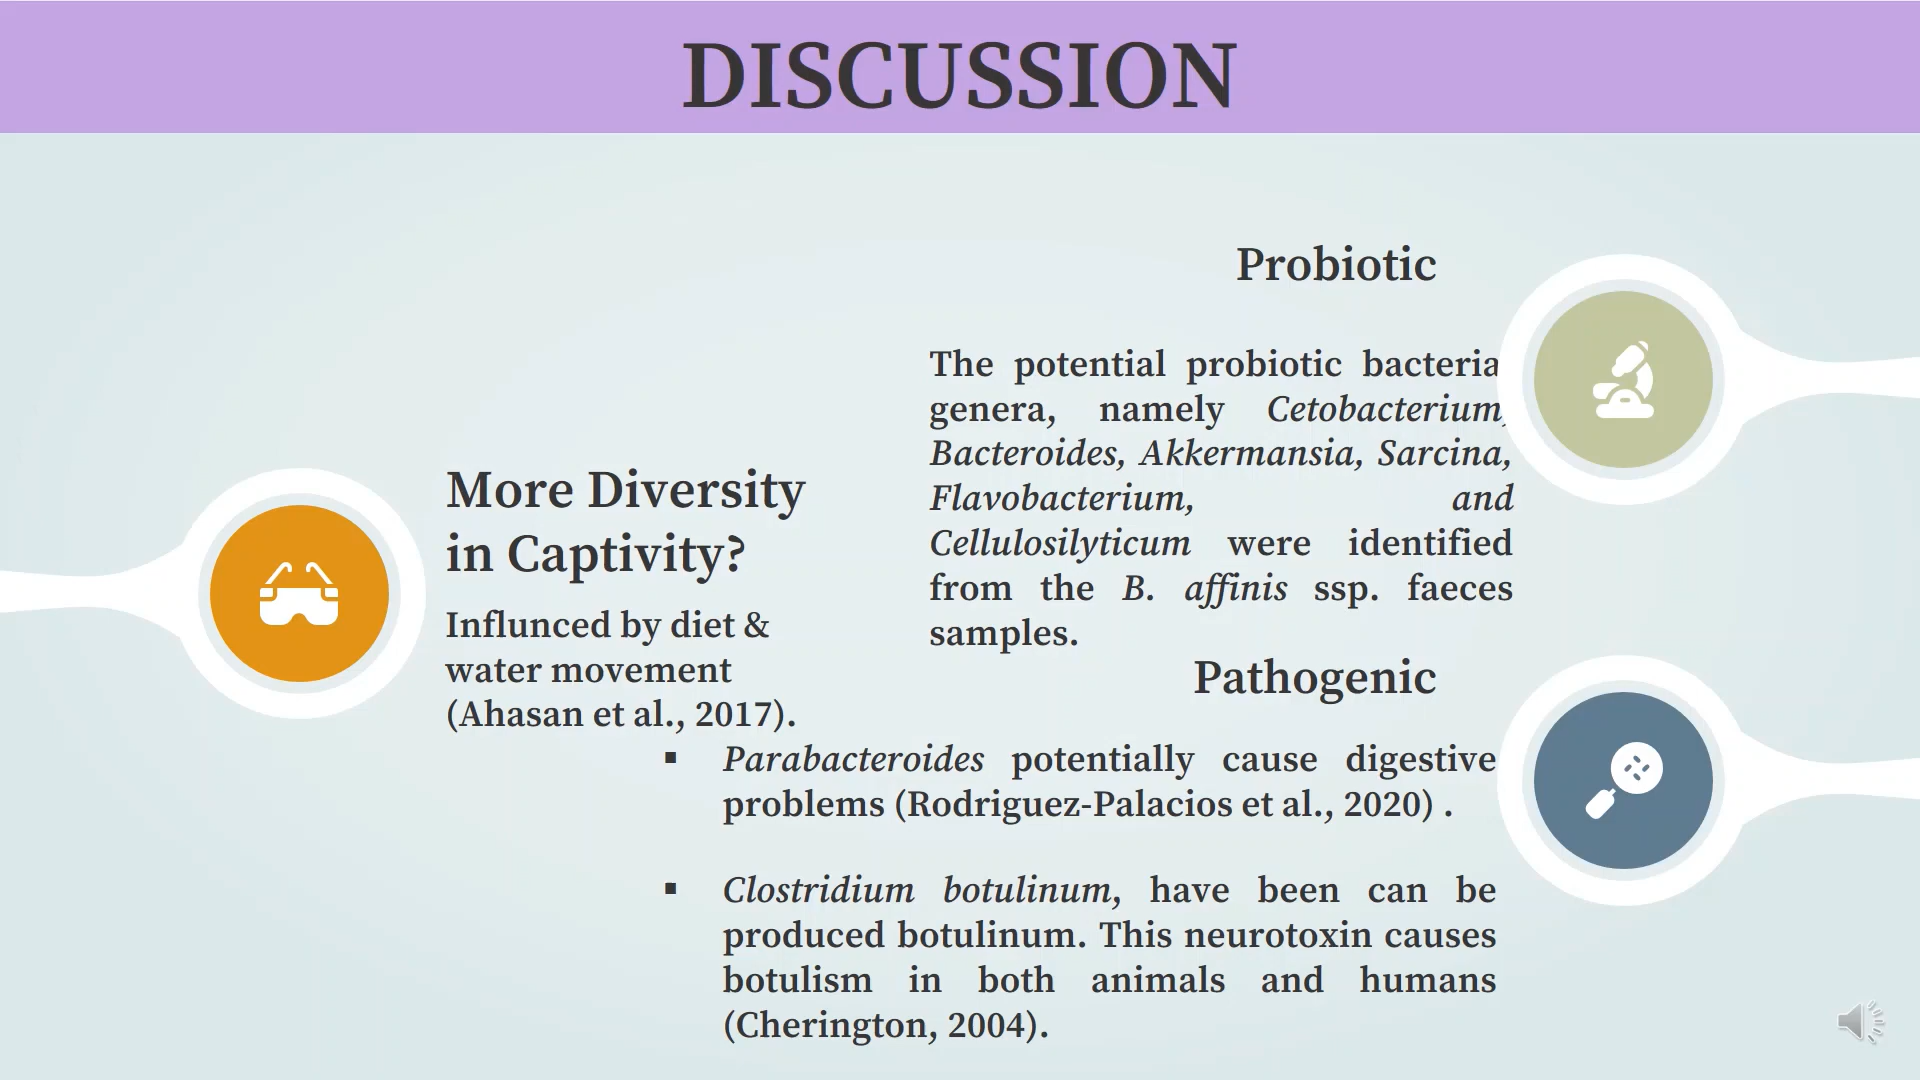 DISCUSSION
More Diversity
in Captivity?
Influnced by diet &
water movement
(Ahasan et al., 2017).
Probiotic
The potential probiotic bacteria
genera, namely Cetobacterium,
Bacteroides, Akkermansia, Sarcina,
Flavobacterium, and
Cellulosilyticum were identified
from the B. affinis ssp. faeces
samples.
Pathogenic
▪ Parabacteroides potentially cause digestive
problems (Rodriguez-Palacios et al., 2020) .
▪ Clostridium botulinum, have been can be
produced botulinum. This neurotoxin causes
botulism in both animals and humans
(Cherington, 2004).